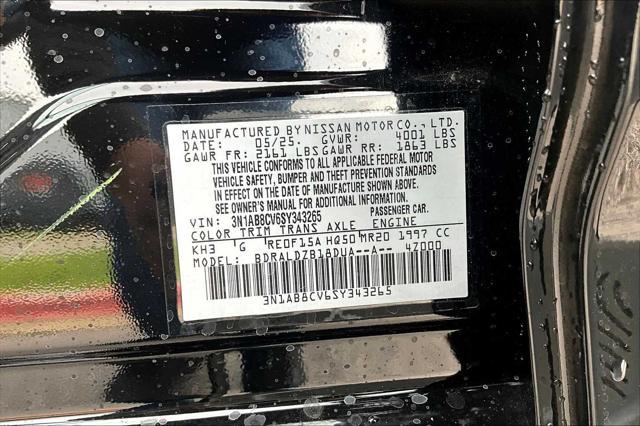 MANUFACTURED BY NISSAN MOTOR CO., LTD.
DATE: 05/25. GVWR: 4001 LBS
GAWR FR: 2161 LBS GAWR RR: 1863 LBS
THIS VEHICLE CONFORMS TO ALL APPLICABLE FEDERAL MOTOR
VEHICLE SAFETY, BUMPER AND THEFT PREVENTION STANDARDS
IN EFFECT ON THE DATE OF MANUFACTURE SHOWN ABOVE.
SEE OWNER'S MANUAL FOR ADDITIONAL INFORMATION.
VIN: 3N1AB8CV6SY343265 PASSENGER CAR.
COLOR TRIM TRANS AXLE ENGINE
KH3 G RE0F15A HQ50 MR20 1997 CC
MODEL: BDRALDZB18DUA--A-- 4Z000
3N1AB8CV6SY343265